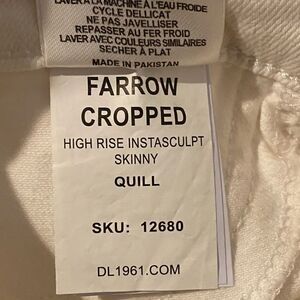 LAVER À LA MACHINE À L'EAU FROIDE
CYCLE DELLICAT
NE PAS JAVELLISER
REPASSER AU FER FROID
LAVER AVEC COULEURS SIMILAIRES
SECHER À PLAT
MADE IN PAKISTAN
FARROW
CROPPED
HIGH RISE INSTASCULPT
SKINNY
QUILL
SKU: 12680
DL1961.COM